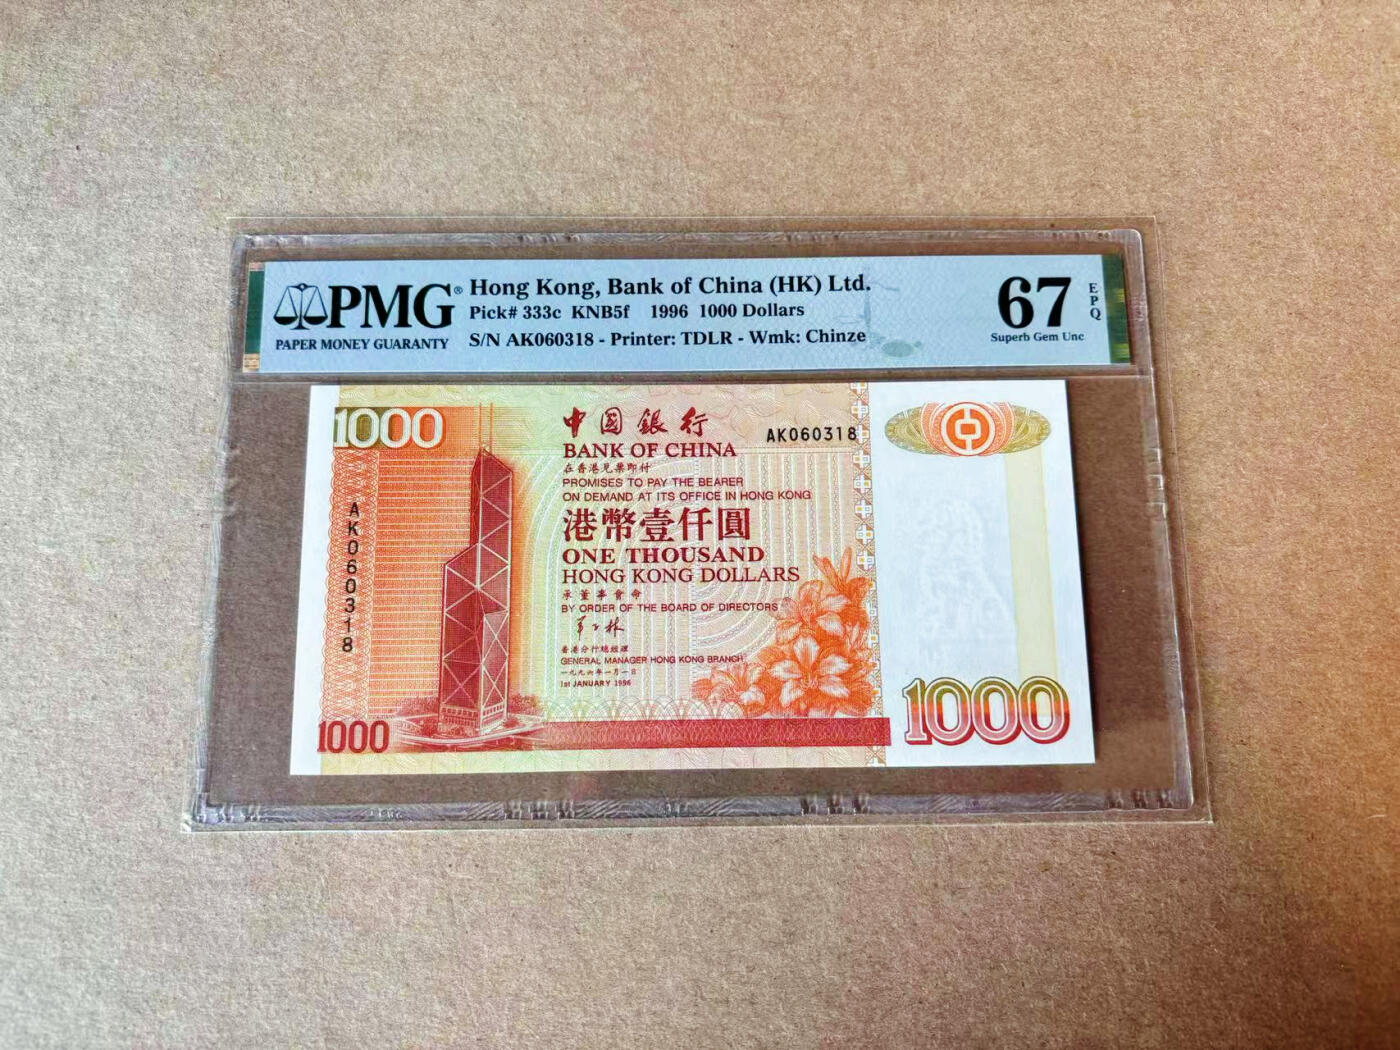 PMG®
PAPER MONEY GUARANTY
Hong Kong, Bank of China (HK) Ltd.
Pick# 333c KNB5f 1996 1000 Dollars
S/N AK060318 - Printer: TDLR - Wmk: Chinze
67
EPQ
Superb Gem Unc
1000
中國銀行
AK060318
BANK OF CHINA
在香港見票即付
PROMISES TO PAY THE BEARER
ON DEMAND AT ITS OFFICE IN HONG KONG
AK060318
港幣壹仟圓
ONE THOUSAND
HONG KONG DOLLARS
承董事會命
BY ORDER OF THE BOARD OF DIRECTORS
香港分行總經理
GENERAL MANAGER HONG KONG BRANCH
一九九六年一月一日
1st JANUARY 1996
1000
1000